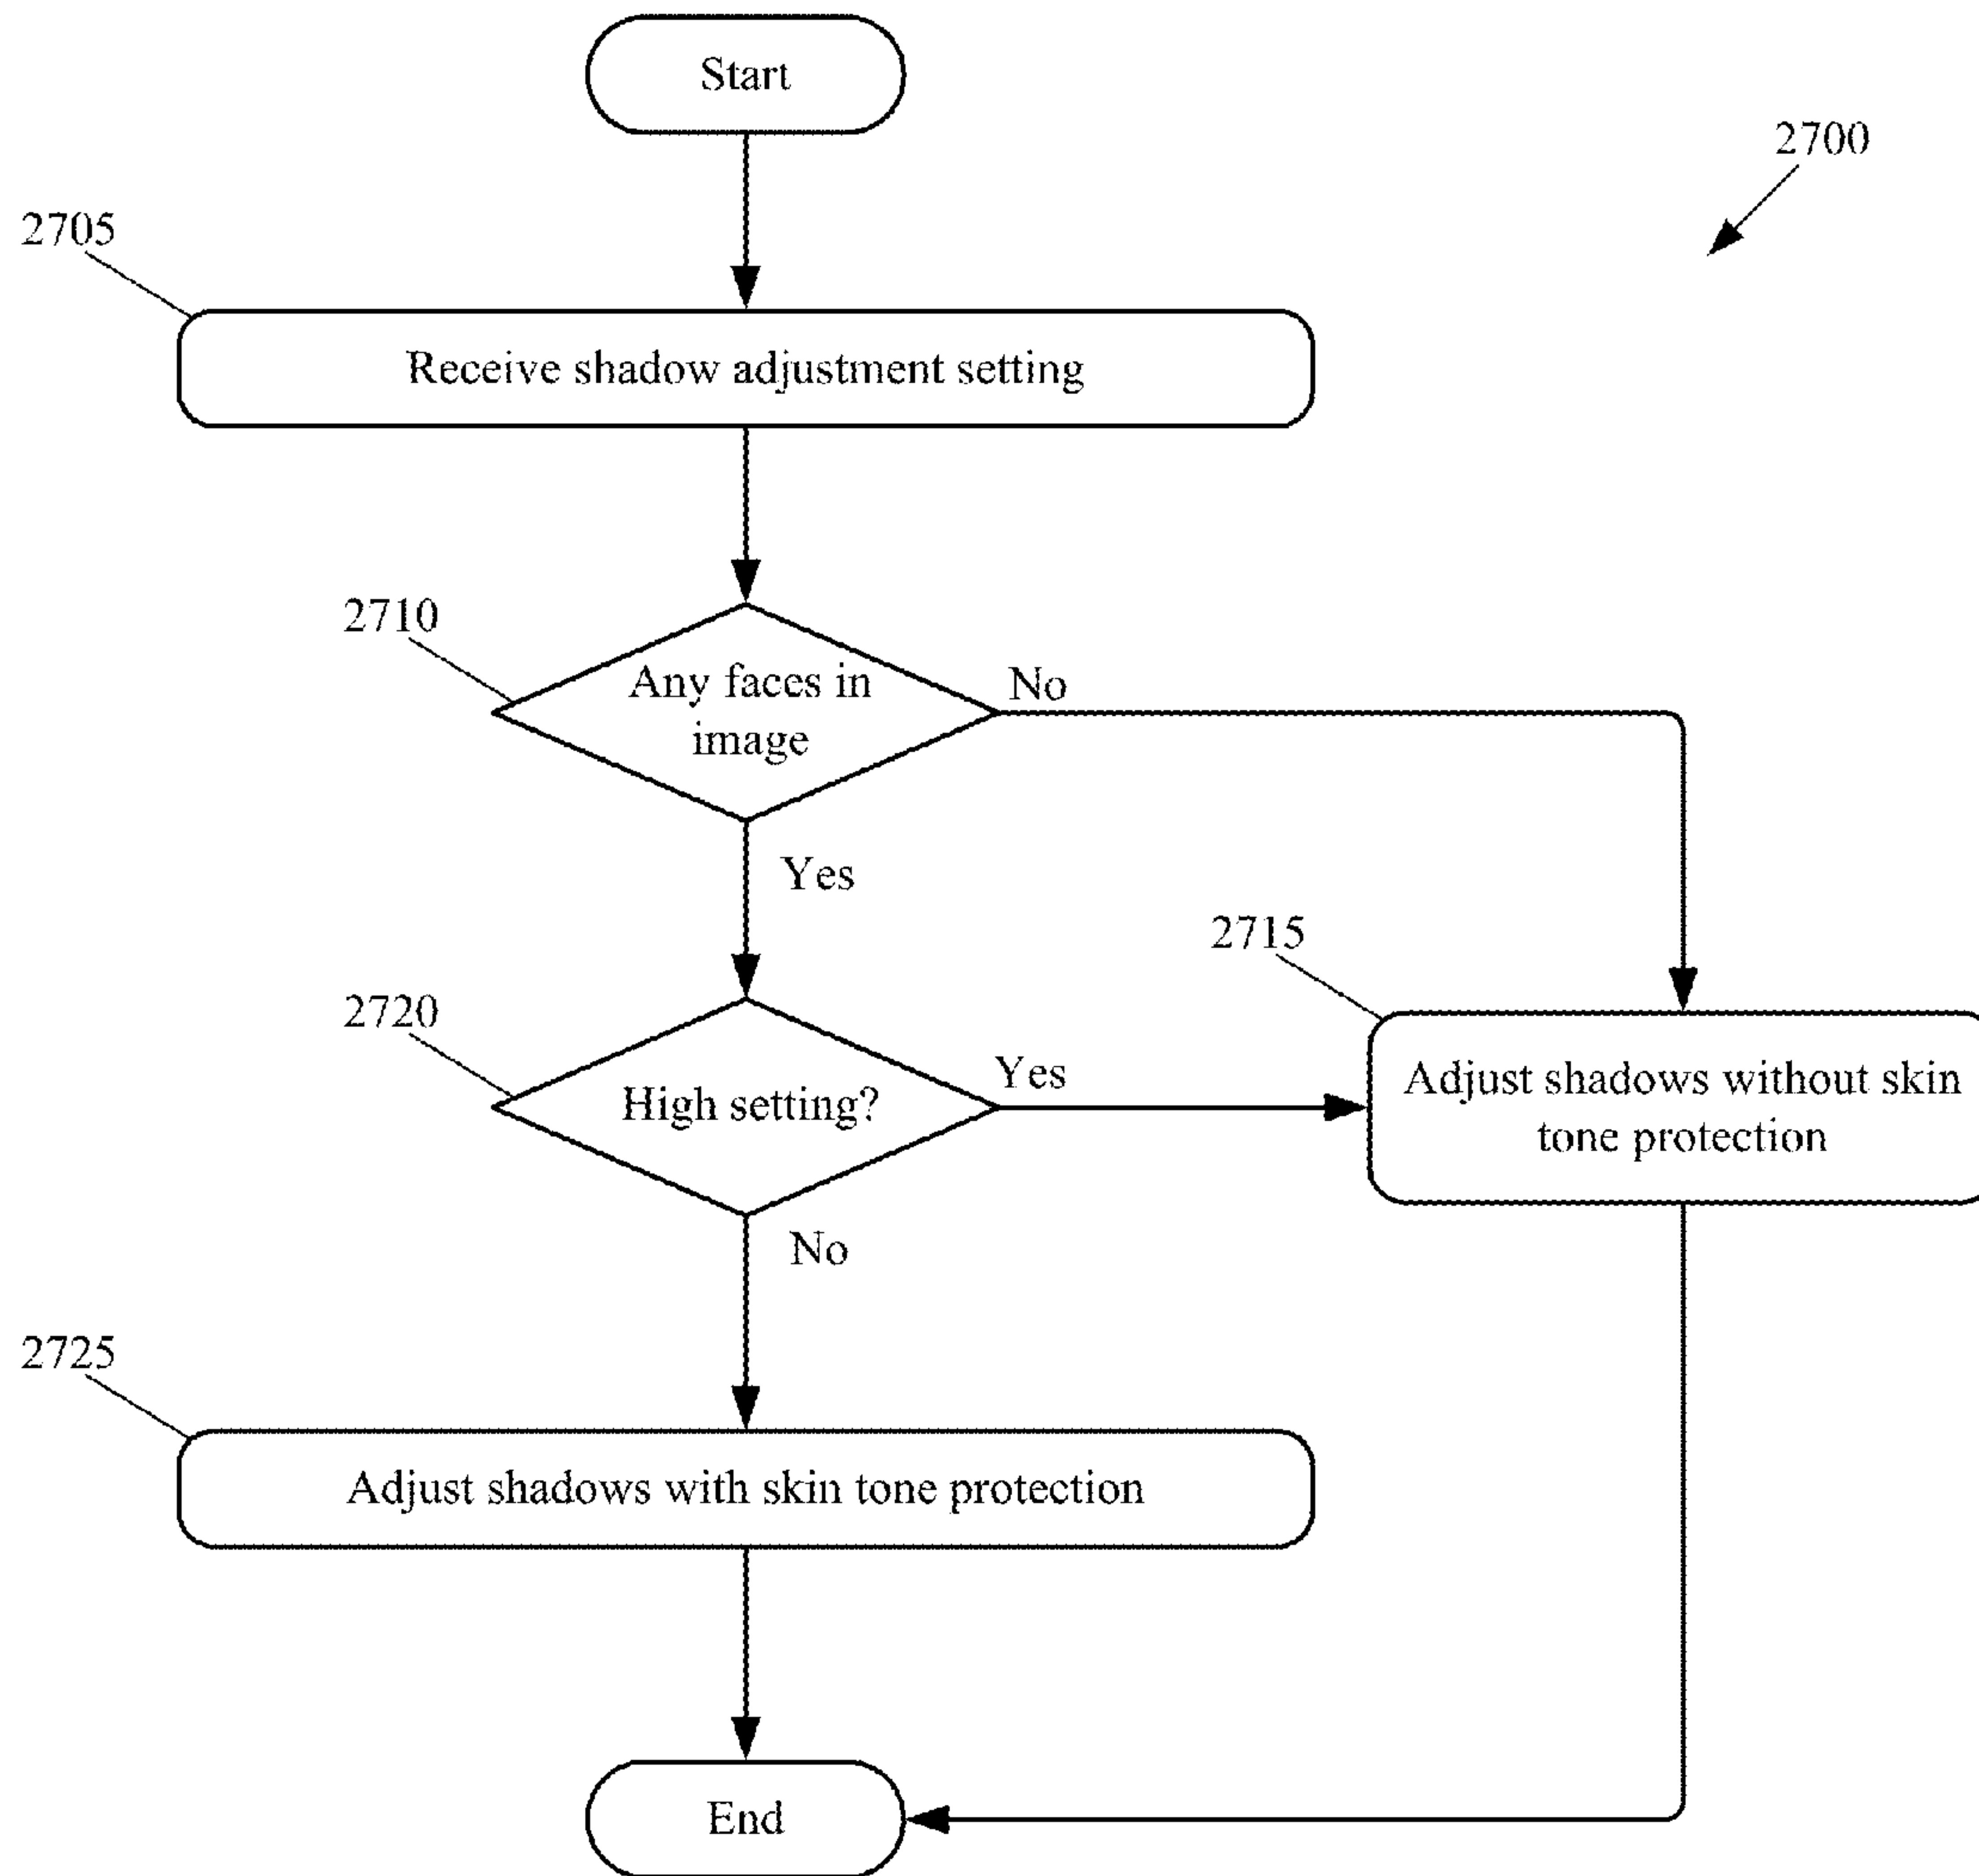 Start
2700
2705
Receive shadow adjustment setting
2710
Any faces in
image
No
Yes
2715
2720
High setting?
Yes
Adjust shadows without skin
tone protection
No
2725
Adjust shadows with skin tone protection
End